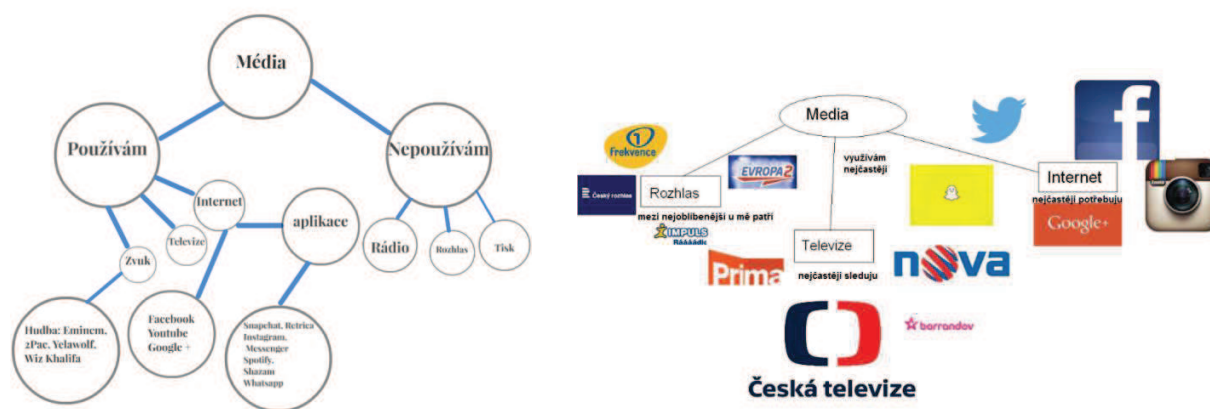 Média
Používám
Nepoužívám
Internet
aplikace
Televize
Zvuk
Rádio
Rozhlas
Tisk
Hudba: Eminem,
2Pac, Yelawolf,
Wiz Khalifa
Facebook
Youtube
Google +
Snapchat, Retrica
Instagram,
Messenger
Spotify,
Shazam
Whatsapp
Media
1
Frekvence
EVROPA 2
využívám
nejčastěji
Český rozhlas
Rozhlas
Internet
mezi nejoblíbenější u mě patří
nejčastěji potřebuju
Google+
IMPULS
Ráááádio
Televize
nejčastěji sleduju
Prima
nova
barrandov
Česká televize